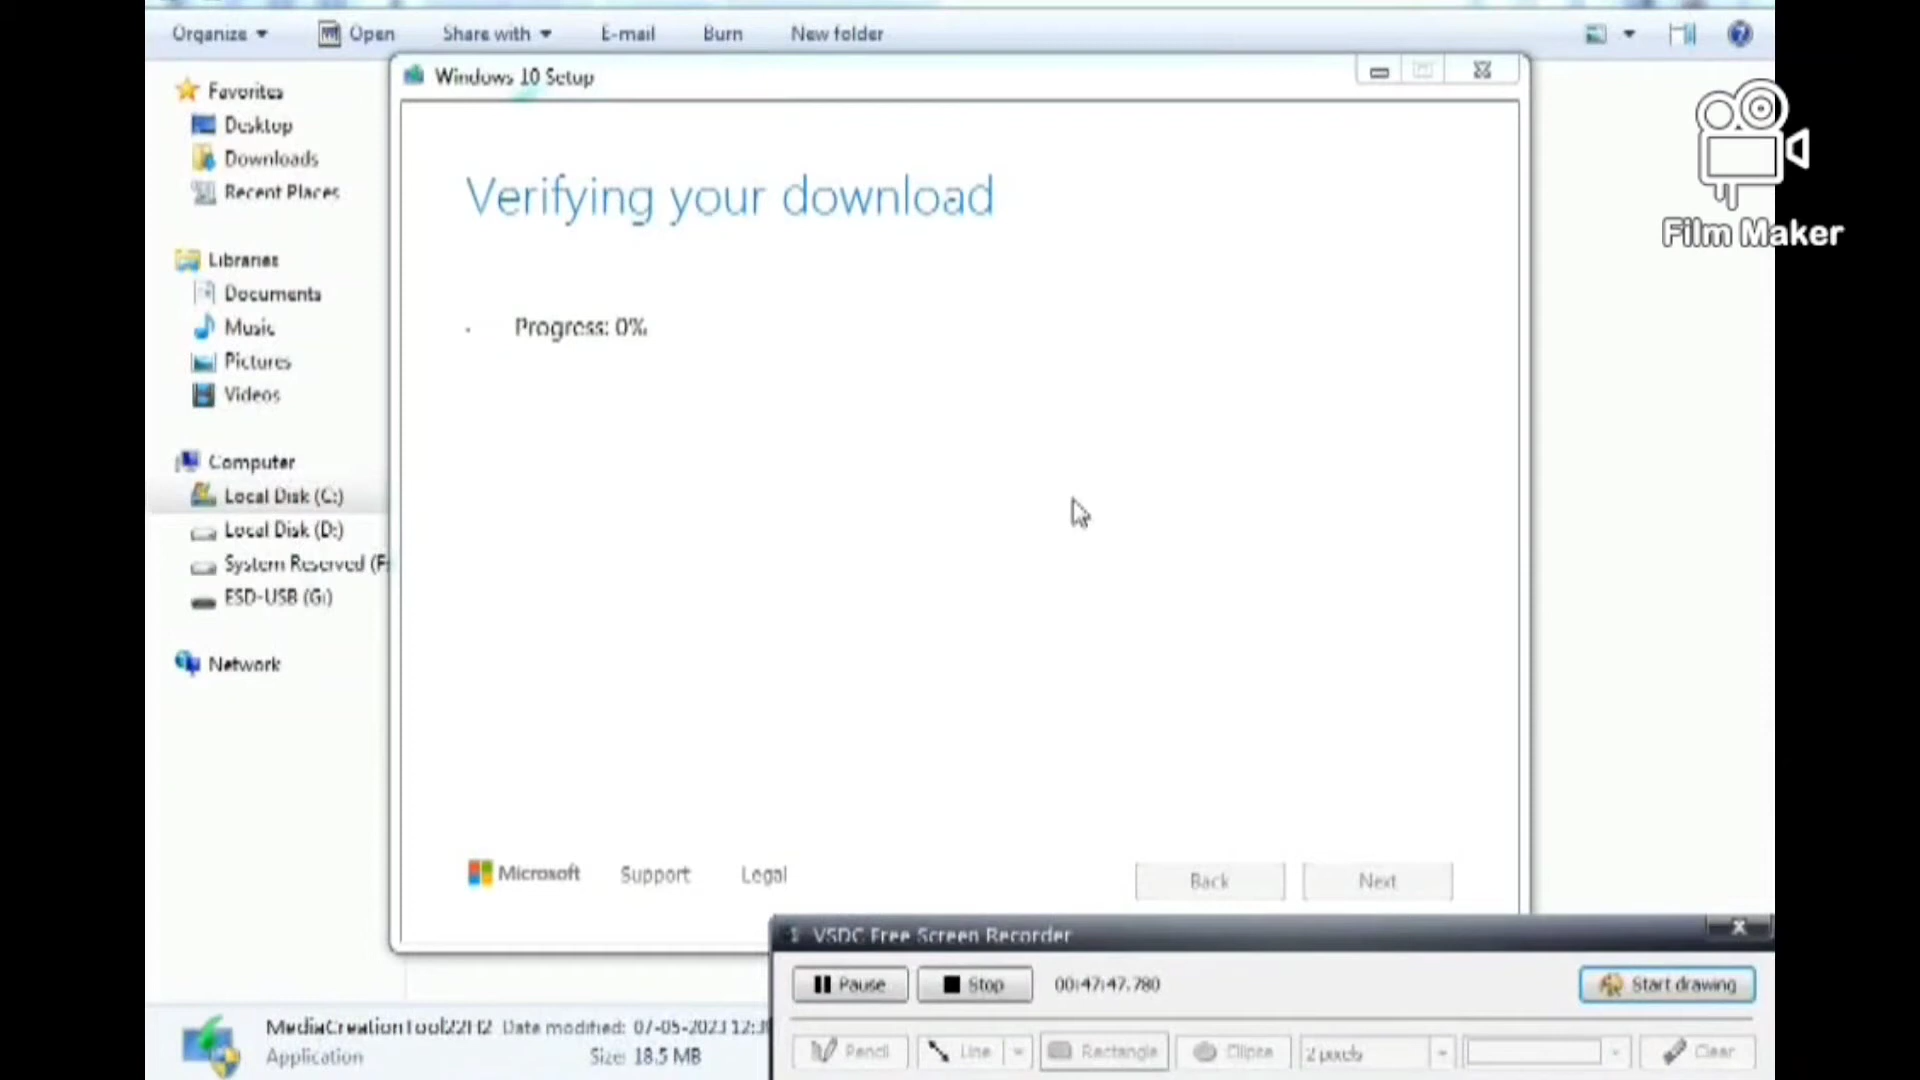 Organize
Open
Share with
E-mail
Burn
New folder
Windows 10 Setup
Favorites
Desktop
Downloads
Recent Places
Libraries
Documents
Music
Pictures
Videos
Computer
Local Disk (C:)
Local Disk (D:)
System Reserved (F:
ESD-USB (G:)
Network
Film Maker
Verifying your download
Progress: 0%
Microsoft
Support
Legal
Back
Next
VSDC Free Screen Recorder
Pause
Stop
00:47:47.780
Start drawing
Pencil
Line
Rectangle
Ellipse
2 pixels
Clear
MediaCreationTool22H2 Date modified: 07-05-2023 12:3
Application
Size: 18.5 MB